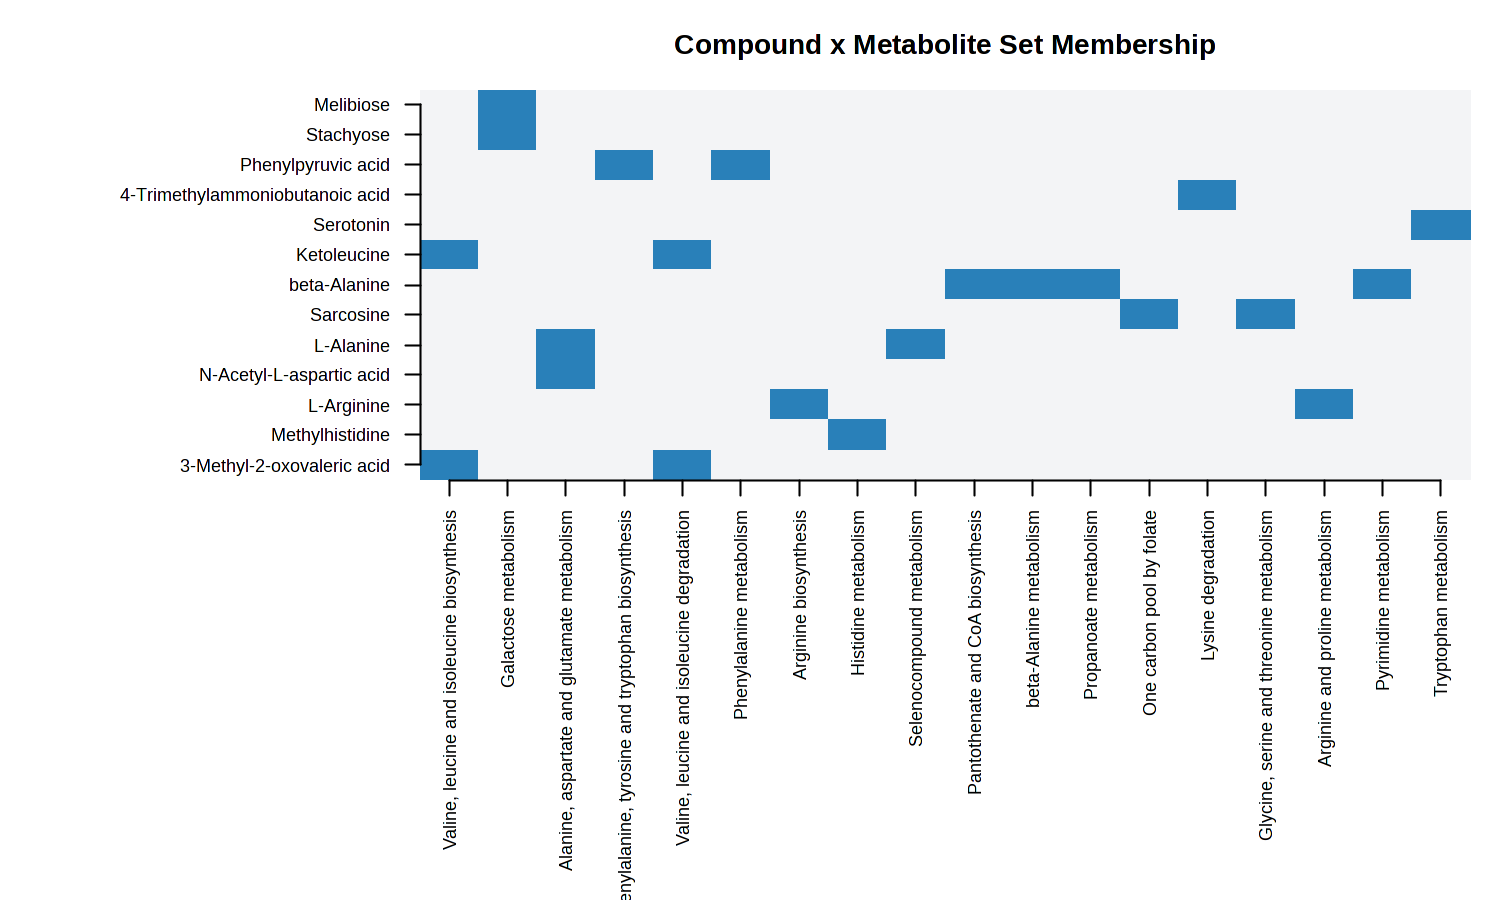 Compound x Metabolite Set Membership
Melibiose
Stachyose
Phenylpyruvic acid
4-Trimethylammoniobutanoic acid
Serotonin
Ketoleucine
beta-Alanine
Sarcosine
L-Alanine
N-Acetyl-L-aspartic acid
L-Arginine
Methylhistidine
3-Methyl-2-oxovaleric acid
Valine, leucine and isoleucine biosynthesis
Galactose metabolism
Alanine, aspartate and glutamate metabolism
enylalanine, tyrosine and tryptophan biosynthesis
Valine, leucine and isoleucine degradation
Phenylalanine metabolism
Arginine biosynthesis
Histidine metabolism
Selenocompound metabolism
Pantothenate and CoA biosynthesis
beta-Alanine metabolism
Propanoate metabolism
One carbon pool by folate
Lysine degradation
Glycine, serine and threonine metabolism
Arginine and proline metabolism
Pyrimidine metabolism
Tryptophan metabolism